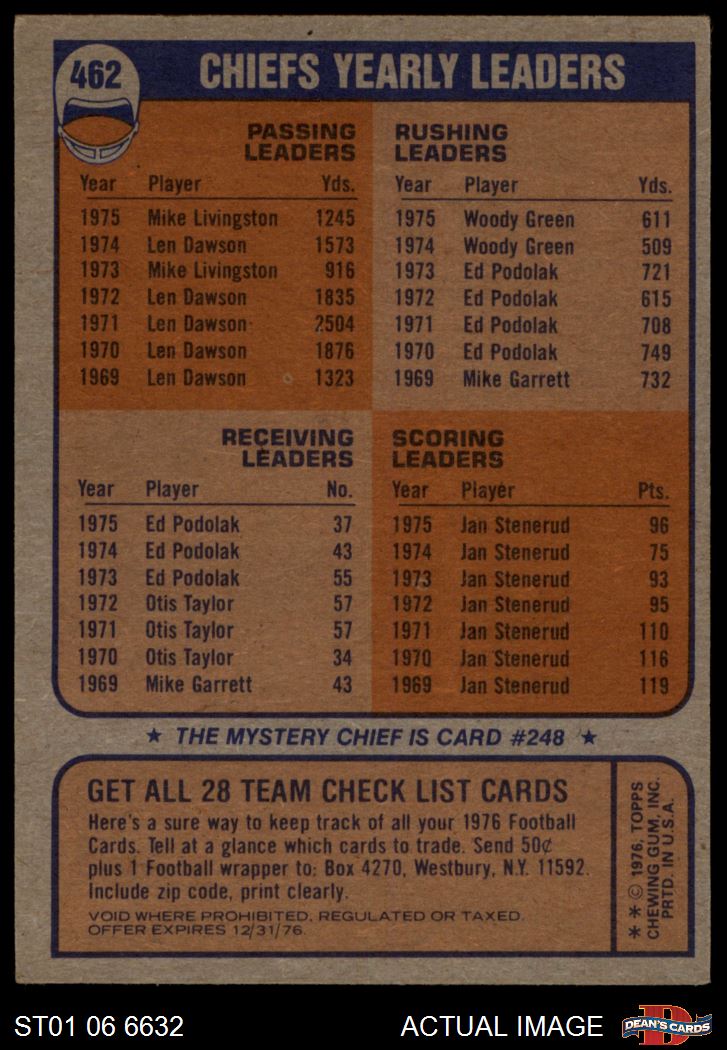 462
CHIEFS YEARLY LEADERS
PASSING
LEADERS
Year Player Yds.
1975 Mike Livingston 1245
1974 Len Dawson 1573
1973 Mike Livingston 916
1972 Len Dawson 1835
1971 Len Dawson 2504
1970 Len Dawson 1876
1969 Len Dawson 1323
RUSHING
LEADERS
Year Player Yds.
1975 Woody Green 611
1974 Woody Green 509
1973 Ed Podolak 721
1972 Ed Podolak 615
1971 Ed Podolak 708
1970 Ed Podolak 749
1969 Mike Garrett 732
RECEIVING
LEADERS
Year Player No.
1975 Ed Podolak 37
1974 Ed Podolak 43
1973 Ed Podolak 55
1972 Otis Taylor 57
1971 Otis Taylor 57
1970 Otis Taylor 34
1969 Mike Garrett 43
SCORING
LEADERS
Year Player Pts.
1975 Jan Stenerud 96
1974 Jan Stenerud 75
1973 Jan Stenerud 93
1972 Jan Stenerud 95
1971 Jan Stenerud 110
1970 Jan Stenerud 116
1969 Jan Stenerud 119
★ THE MYSTERY CHIEF IS CARD #248 ★
GET ALL 28 TEAM CHECK LIST CARDS
Here's a sure way to keep track of all your 1976 Football
Cards. Tell at a glance which cards to trade. Send 50¢
plus 1 Football wrapper to: Box 4270, Westbury, N.Y. 11592.
Include zip code, print clearly.
VOID WHERE PROHIBITED, REGULATED OR TAXED.
OFFER EXPIRES 12/31/76.
* * © 1976, TOPPS
CHEWING GUM, INC.
PRTD. IN U.S.A.
ST01 06 6632
ACTUAL IMAGE
D
DEAN'S CARDS